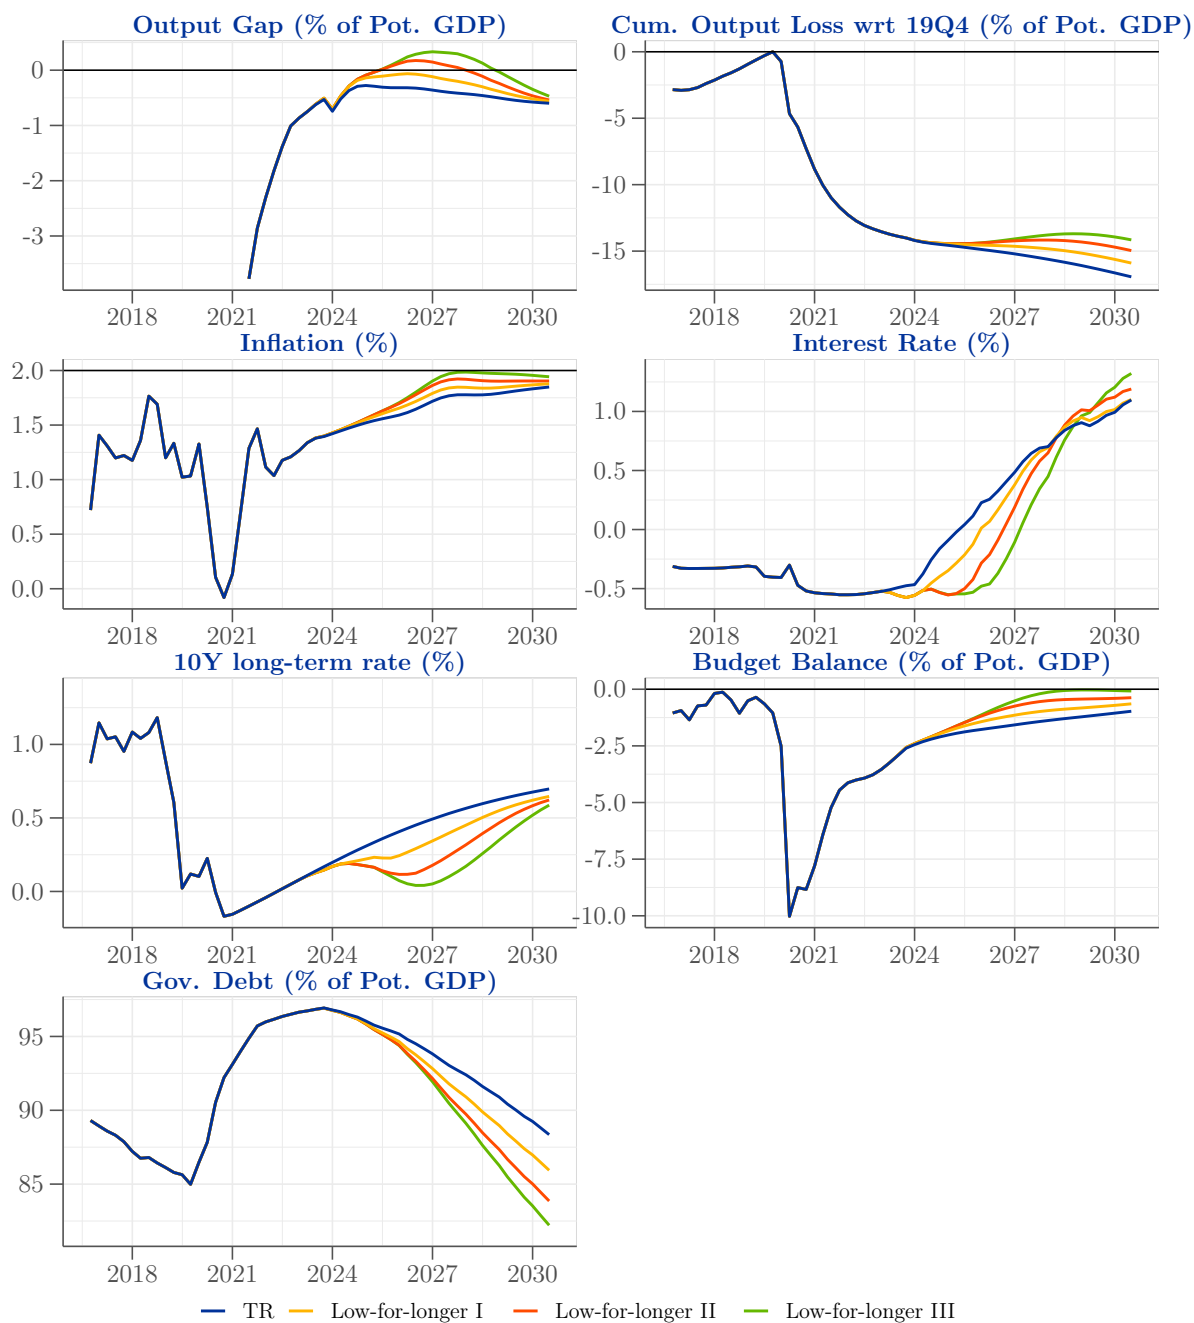 Output Gap (% of Pot. GDP)
0
-1
-2
-3
2018 2021 2024 2027 2030
Cum. Output Loss wrt 19Q4 (% of Pot. GDP)
0
-5
-10
-15
2018 2021 2024 2027 2030
Inflation (%)
2.0
1.5
1.0
0.5
0.0
2018 2021 2024 2027 2030
Interest Rate (%)
1.0
0.5
0.0
-0.5
2018 2021 2024 2027 2030
10Y long-term rate (%)
1.0
0.5
0.0
2018 2021 2024 2027 2030
Budget Balance (% of Pot. GDP)
0.0
-2.5
-5.0
-7.5
-10.0
2018 2021 2024 2027 2030
Gov. Debt (% of Pot. GDP)
95
90
85
2018 2021 2024 2027 2030
TR Low-for-longer I Low-for-longer II Low-for-longer III